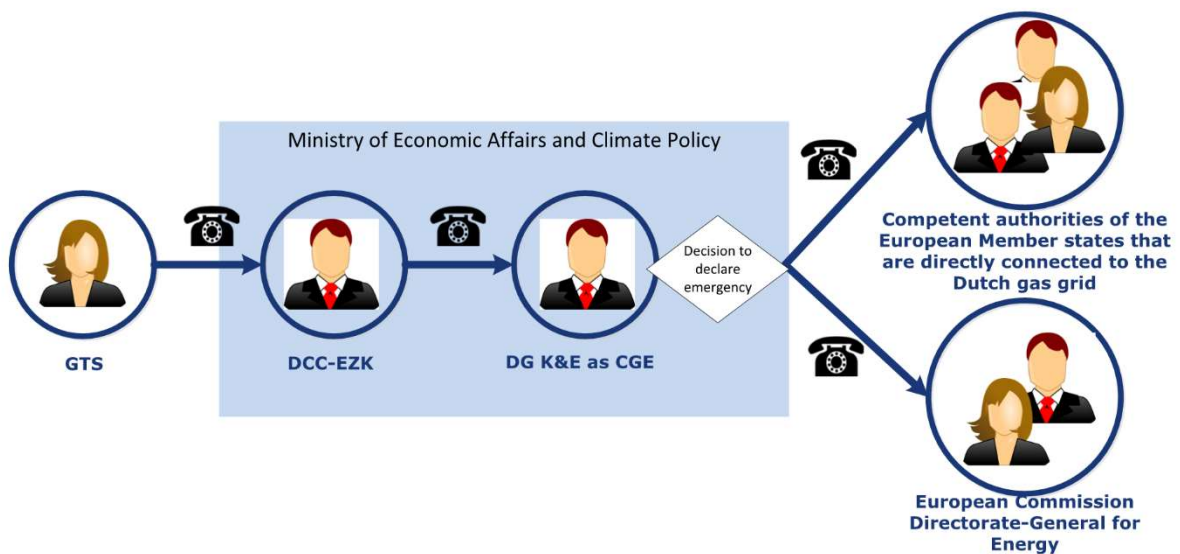 Ministry of Economic Affairs and Climate Policy
GTS
DCC-EZK
DG K&E as CGE
Decision to
declare
emergency
Competent authorities of the
European Member states that
are directly connected to the
Dutch gas grid
European Commission
Directorate-General for
Energy